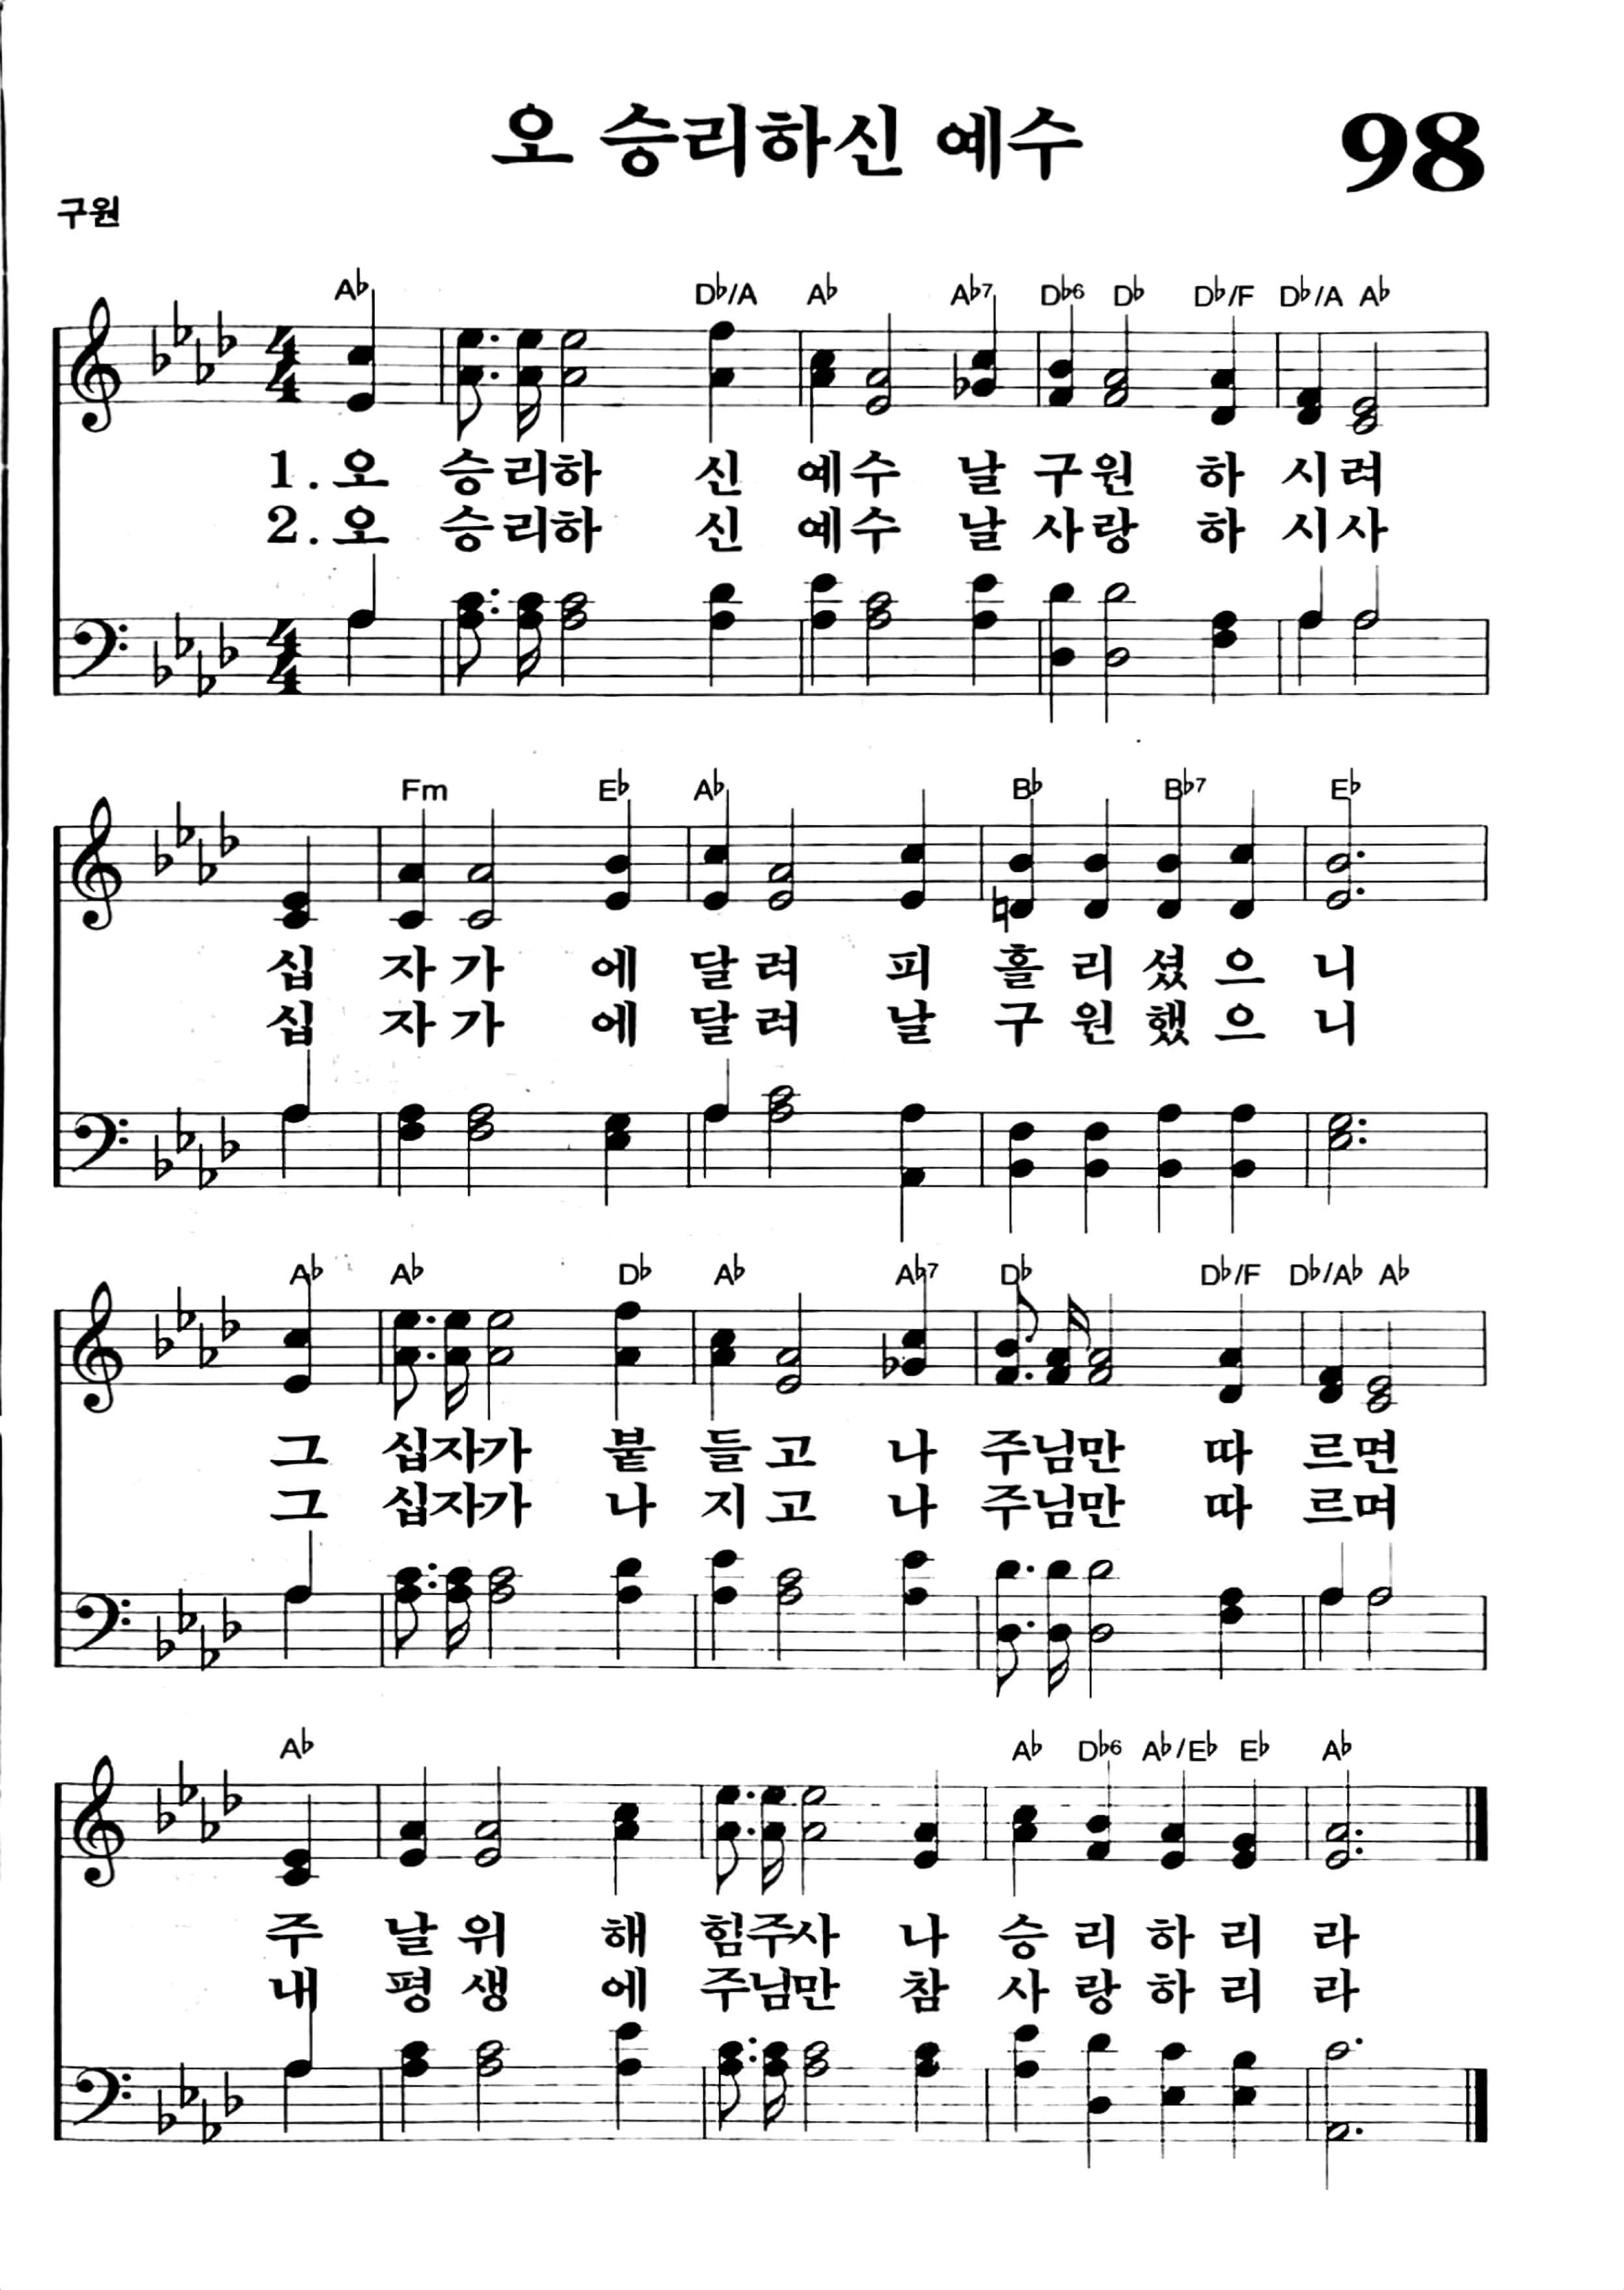 오 승리하신 예수 98
구원
A♭ D♭/A A♭ A♭7 D♭6 D♭ D♭/F D♭/A A♭
1.오 승리하 신 예수 날 구원 하 시려
2.오 승리하 신 예수 날 사랑 하 시사
Fm E♭ A♭ B♭ B♭7 E♭
십 자가 에 달려 피 흘 리 셨 으 니
십 자가 에 달려 날 구 원 했 으 니
A♭ A♭ D♭ A♭ A♭7 D♭ D♭/F D♭/A♭ A♭
그 십자가 붙 들고 나 주님만 따 르면
그 십자가 나 지고 나 주님만 따 르며
A♭ A♭ D♭6 A♭/E♭ E♭ A♭
주 날위 해 힘주사 나 승 리 하 리 라
내 평생 에 주님만 참 사 랑 하 리 라